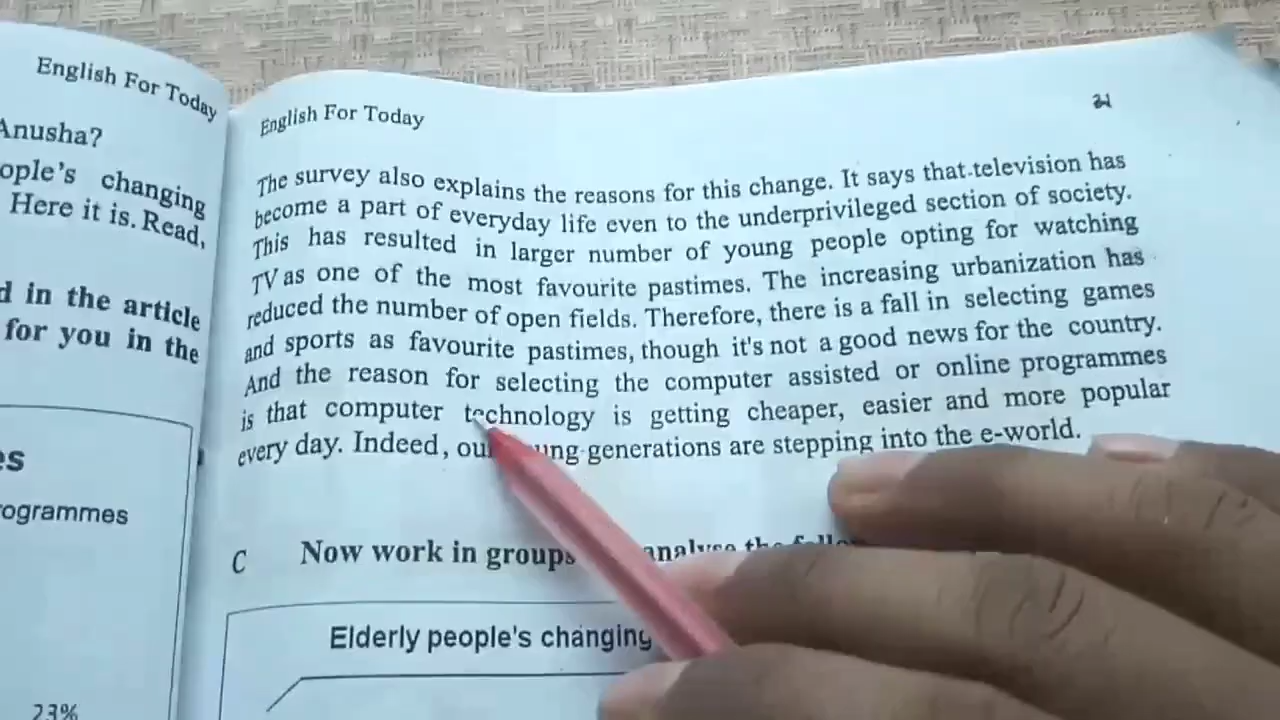 English For Today
Anusha?
ople's changing
Here it is. Read,
d in the article
for you in the
es
rogrammes
23%
English For Today
The survey also explains the reasons for this change. It says that television has
become a part of everyday life even to the underprivileged section of society.
This has resulted in larger number of young people opting for watching
TV as one of the most favourite pastimes. The increasing urbanization has
reduced the number of open fields. Therefore, there is a fall in selecting games
and sports as favourite pastimes, though it's not a good news for the country.
And the reason for selecting the computer assisted or online programmes
is that computer technology is getting cheaper, easier and more popular
every day. Indeed, our young generations are stepping into the e-world.
C Now work in groups analyse the
Elderly people's changing